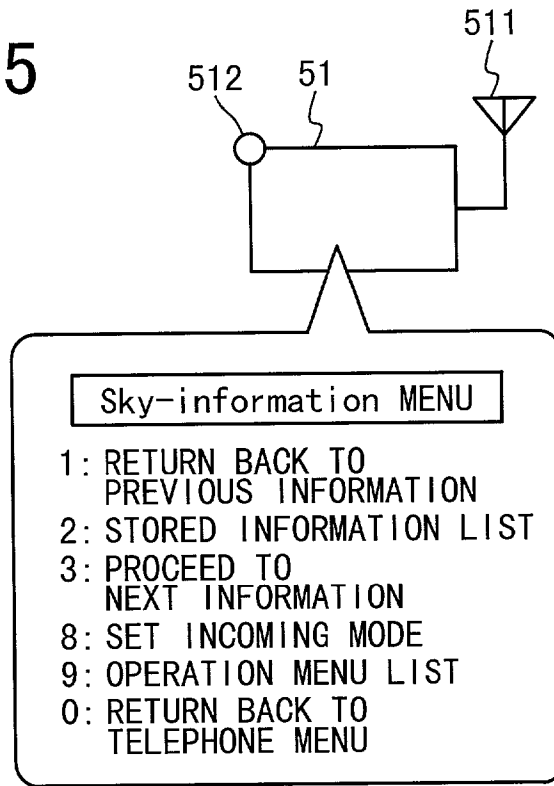 5
511
512
51
Sky-information MENU
1: RETURN BACK TO
PREVIOUS INFORMATION
2: STORED INFORMATION LIST
3: PROCEED TO
NEXT INFORMATION
8: SET INCOMING MODE
9: OPERATION MENU LIST
0: RETURN BACK TO
TELEPHONE MENU